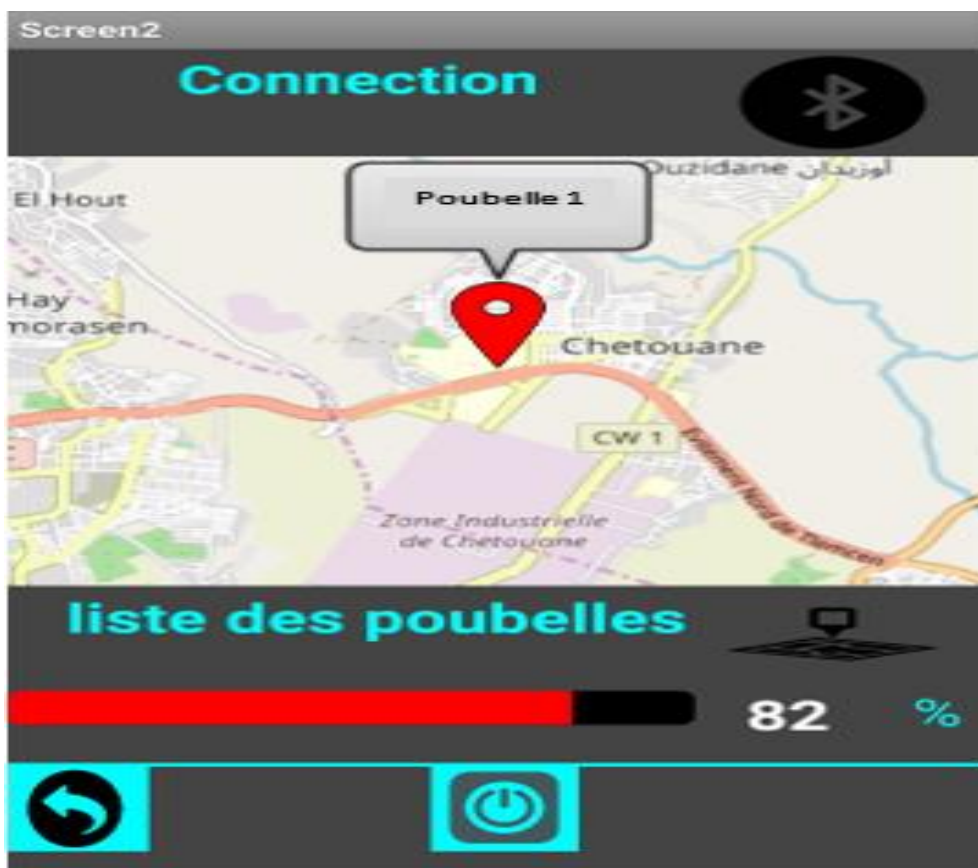 Screen2
Connection
Ouzidane أوزيدان
El Hout
Poubelle 1
Hay
morasen
Chetouane
CW 1
Zone Industrielle
de Chetouane
liste des poubelles
82 %